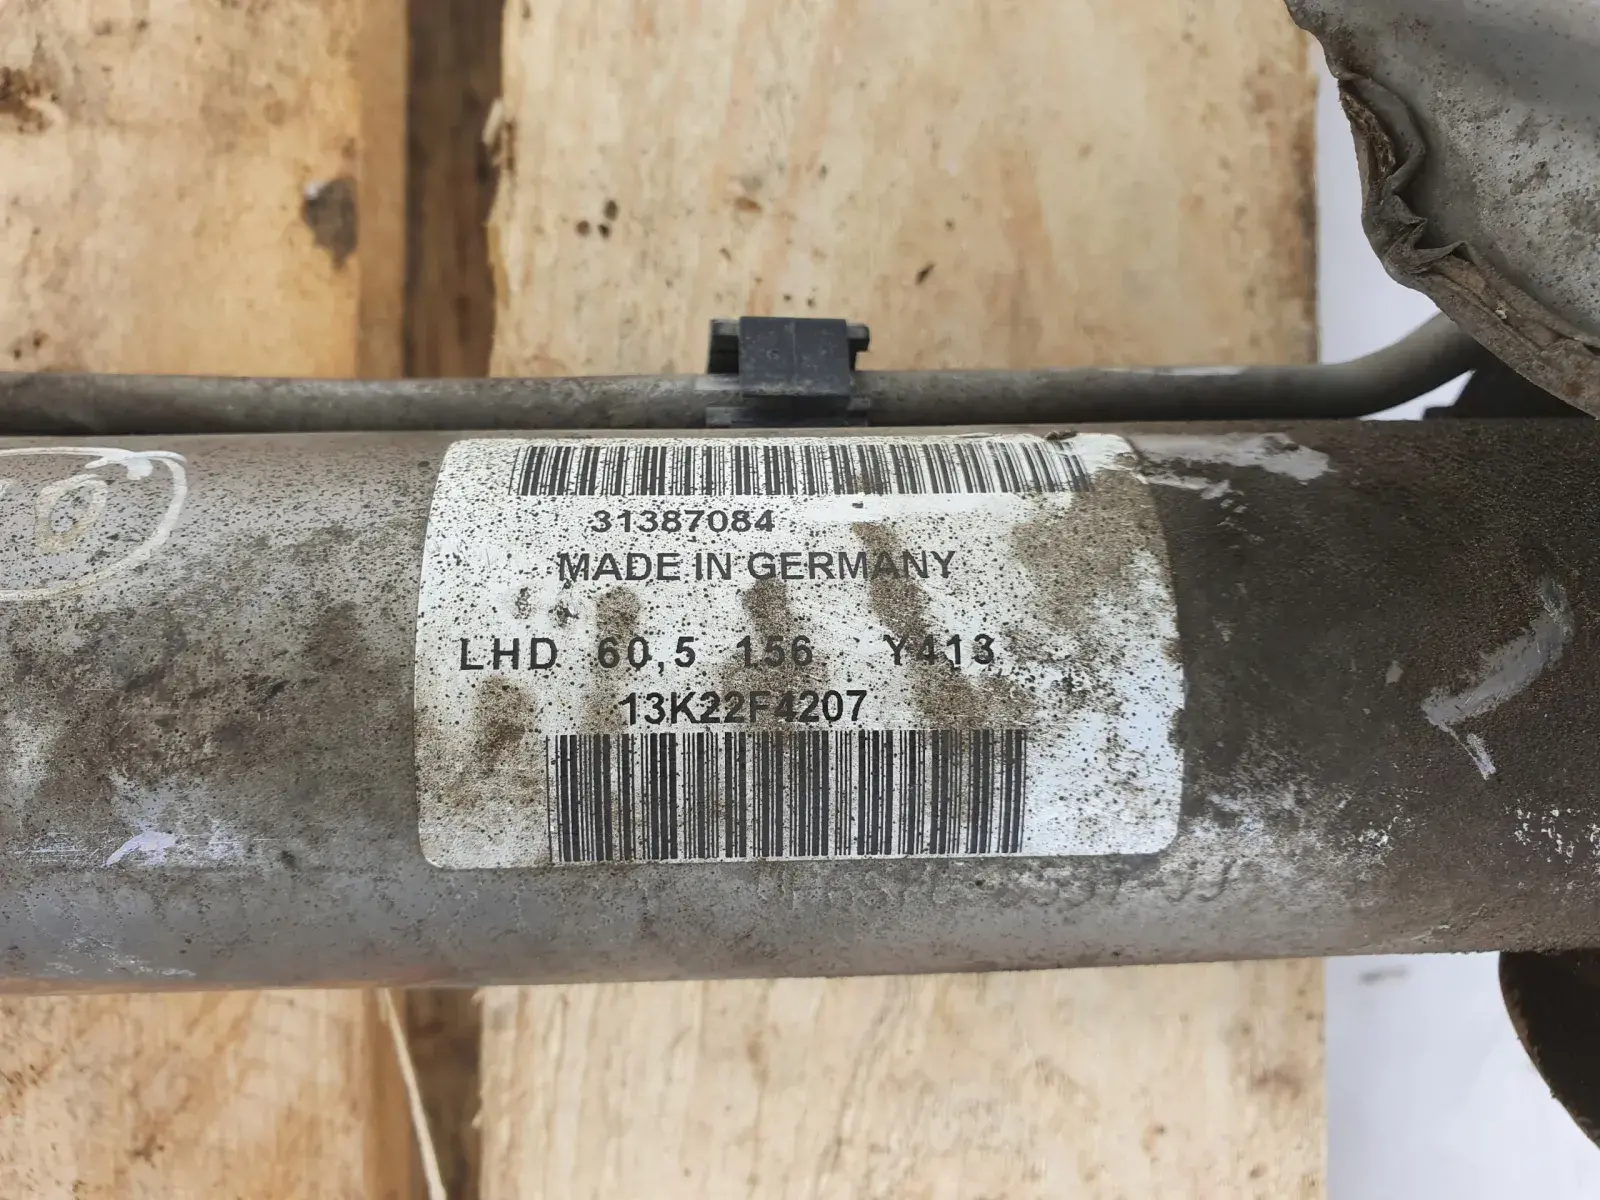 31387084
MADE IN GERMANY
LHD 60,5 156 Y413
13K22F4207